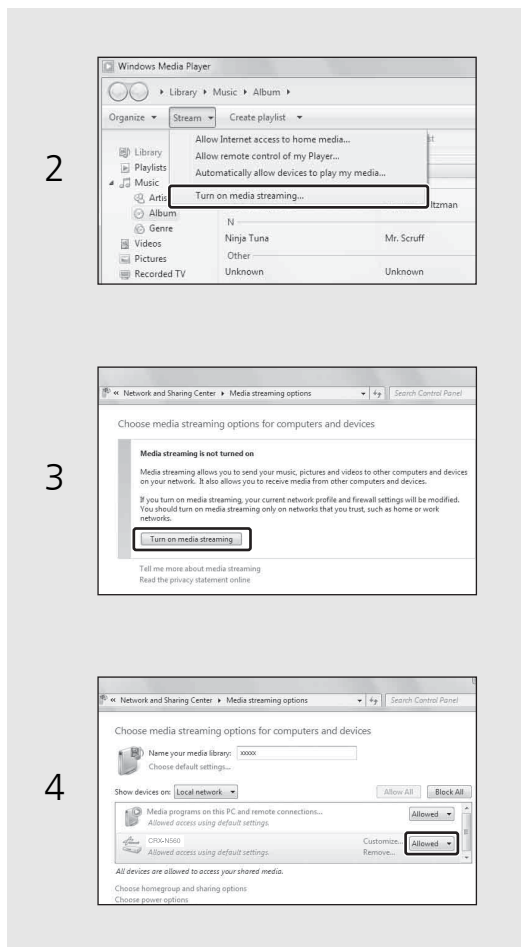 2
Windows Media Player
Library Music Album
Organize Stream Create playlist
Allow Internet access to home media...
Allow remote control of my Player...
Automatically allow devices to play my media...
Turn on media streaming...
Library
Playlists
Music
Artis
Album
Genre
Videos
Pictures
Recorded TV
ltzman
N
Ninja Tuna Mr. Scruff
Other
Unknown Unknown
3
« Network and Sharing Center Media streaming options Search Control Panel
Choose media streaming options for computers and devices
Media streaming is not turned on
Media streaming allows you to send your music, pictures and videos to other computers and devices
on your network. It also allows you to receive media from other computers and devices.
If you turn on media streaming, your current network profile and firewall settings will be modified.
You should turn on media streaming only on networks that you trust, such as home or work
networks.
Turn on media streaming
Tell me more about media streaming
Read the privacy statement online
4
« Network and Sharing Center Media streaming options Search Control Panel
Choose media streaming options for computers and devices
Name your media library: xxxxx
Choose default settings...
Show devices on: Local network Allow All Block All
Media programs on this PC and remote connections... Allowed
Allowed access using default settings.
CRX-N560 Customize... Allowed
Allowed access using default settings. Remove...
All devices are allowed to access your shared media.
Choose homegroup and sharing options
Choose power options